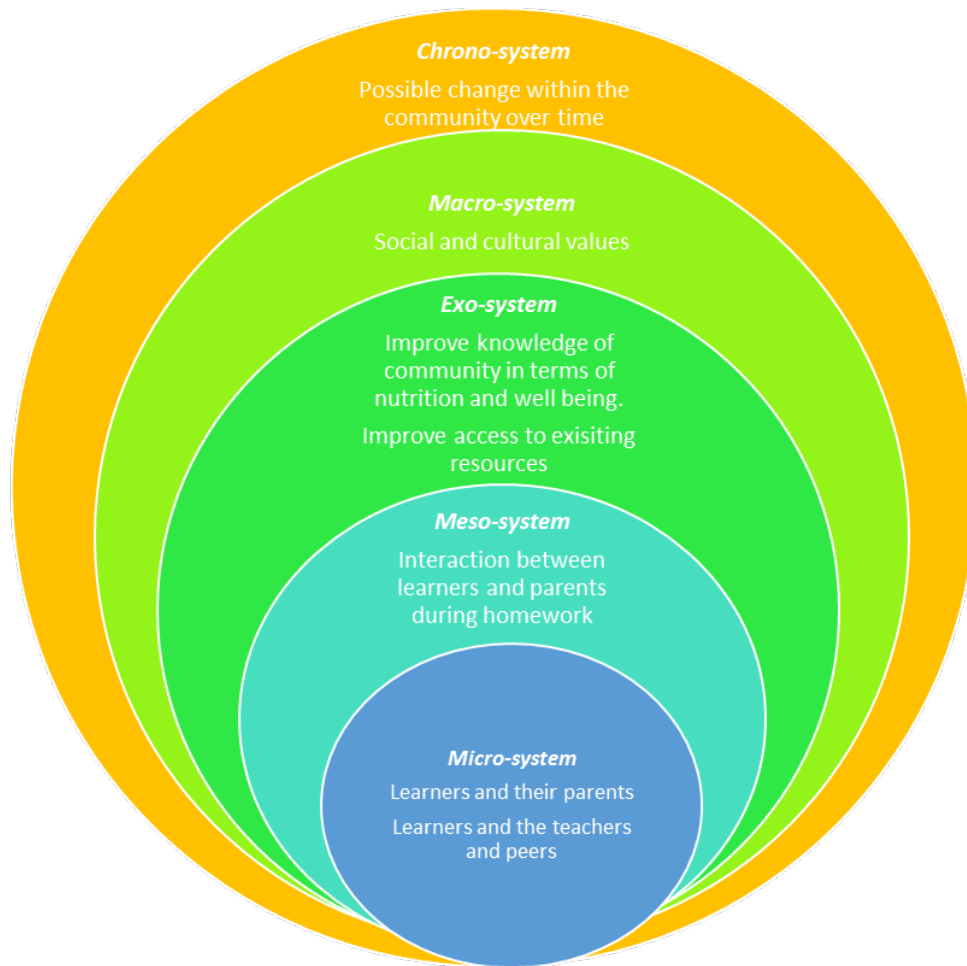 Chrono-system
Possible change within the
community over time
Macro-system
Social and cultural values
Exo-system
Improve knowledge of
community in terms of
nutrition and well being.
Improve access to exisiting
resources
Meso-system
Interaction between
learners and parents
during homework
Micro-system
Learners and their parents
Learners and the teachers
and peers